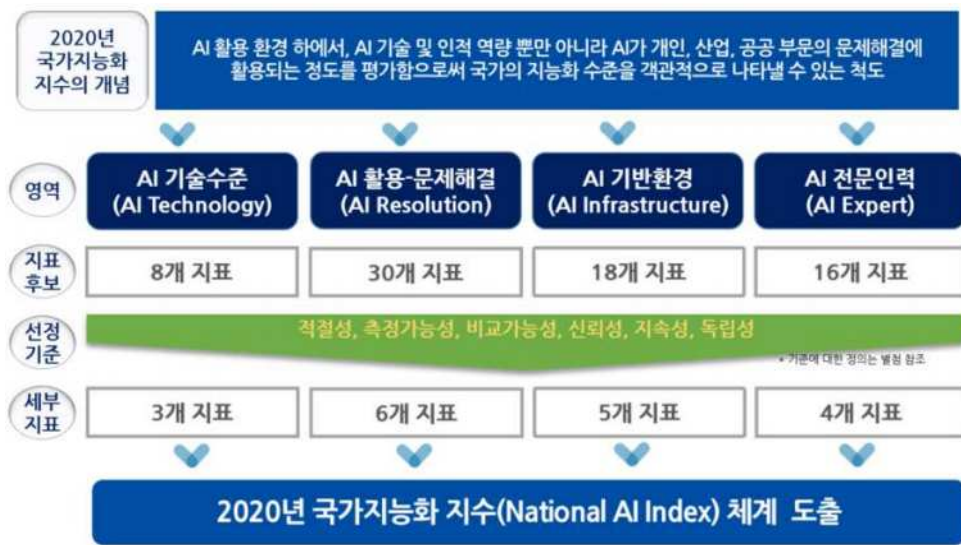 2020년
국가지능화
지수의 개념
AI 활용 환경 하에서, AI 기술 및 인적 역량 뿐만 아니라 AI가 개인, 산업, 공공 부문의 문제해결에
활용되는 정도를 평가함으로써 국가의 지능화 수준을 객관적으로 나타낼 수 있는 척도
영역
AI 기술수준
(AI Technology)
AI 활용-문제해결
(AI Resolution)
AI 기반환경
(AI Infrastructure)
AI 전문인력
(AI Expert)
지표
후보
8개 지표
30개 지표
18개 지표
16개 지표
선정
기준
적절성, 측정가능성, 비교가능성, 신뢰성, 지속성, 독립성
* 기준에 대한 정의는 별첨 참조
세부
지표
3개 지표
6개 지표
5개 지표
4개 지표
2020년 국가지능화 지수(National AI Index) 체계 도출